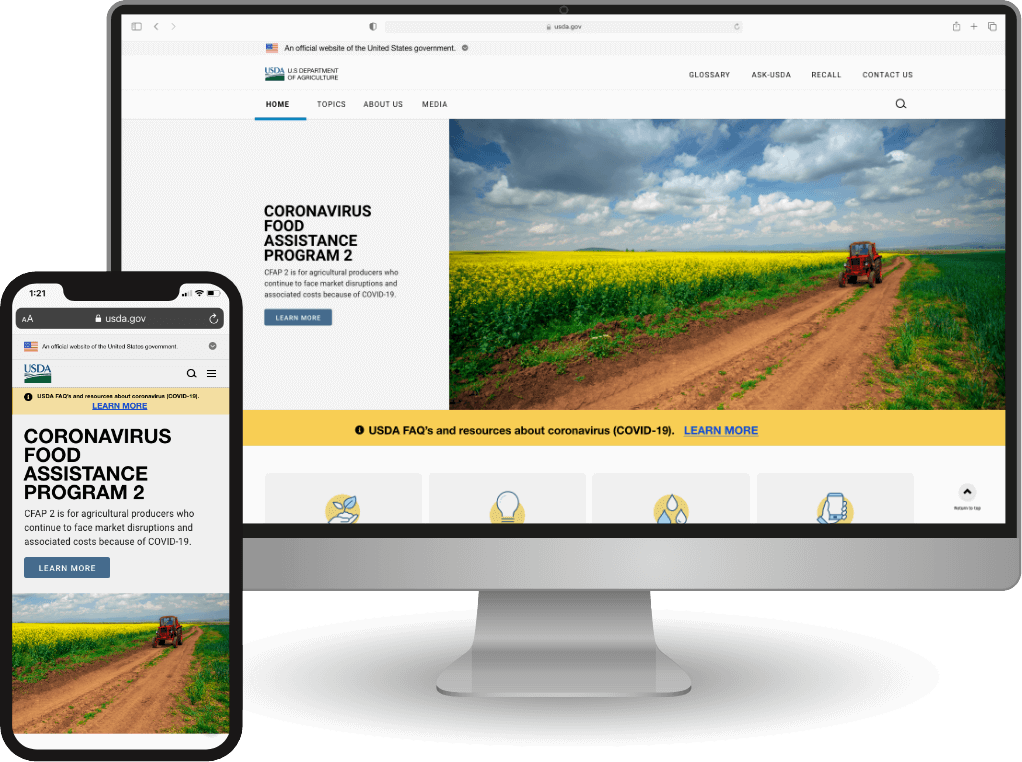 usda.gov
An official website of the United States government.
USDA U.S DEPARTMENT
OF AGRICULTURE
GLOSSARY ASK-USDA RECALL CONTACT US
HOME TOPICS ABOUT US MEDIA
CORONAVIRUS
FOOD
ASSISTANCE
PROGRAM 2
CFAP 2 is for agricultural producers who
continue to face market disruptions and
associated costs because of COVID-19.
LEARN MORE
USDA FAQ's and resources about coronavirus (COVID-19). LEARN MORE
Return to top
1:21
AA usda.gov
An official website of the United States government.
USDA
USDA FAQ's and resources about coronavirus (COVID-19).
LEARN MORE
CORONAVIRUS
FOOD
ASSISTANCE
PROGRAM 2
CFAP 2 is for agricultural producers who
continue to face market disruptions and
associated costs because of COVID-19.
LEARN MORE